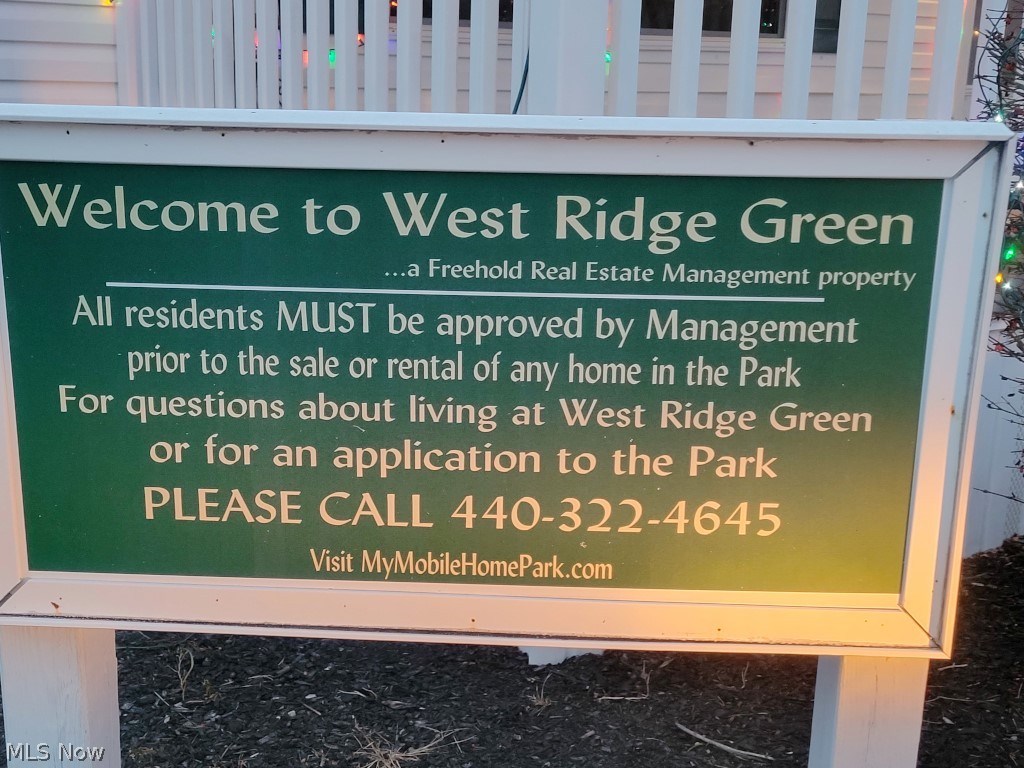 Welcome to West Ridge Green
...a Freehold Real Estate Management property
All residents MUST be approved by Management
prior to the sale or rental of any home in the Park
For questions about living at West Ridge Green
or for an application to the Park
PLEASE CALL 440-322-4645
Visit MyMobileHomePark.com
MLS Now